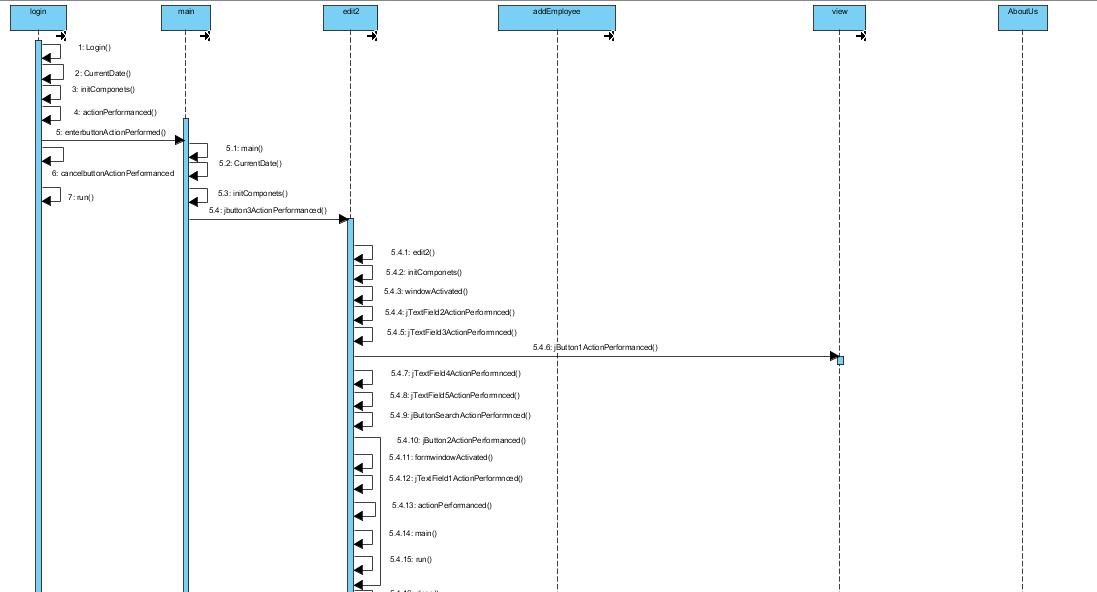 login
main
edit2
addEmployee
view
AboutUs
1: Login()
2: CurrentDate()
3: initComponets()
4: actionPerformanced()
5: enterbuttonActionPerformed()
5.1: main()
5.2: CurrentDate()
6: cancelbuttonActionPerformanced
5.3: initComponets()
7: run()
5.4: jbutton3ActionPerformanced()
5.4.1: edit2()
5.4.2: initComponets()
5.4.3: windowActivated()
5.4.4: jTextField2ActionPerformnced()
5.4.5: jTextField3ActionPerformnced()
5.4.6: jButton1ActionPerformanced()
5.4.7: jTextField4ActionPerformnced()
5.4.8: jTextField5ActionPerformnced()
5.4.9: jButtonSearchActionPerformnced()
5.4.10: jButton2ActionPerformanced()
5.4.11: formwindowActivated()
5.4.12: jTextField1ActionPerformnced()
5.4.13: actionPerformanced()
5.4.14: main()
5.4.15: run()